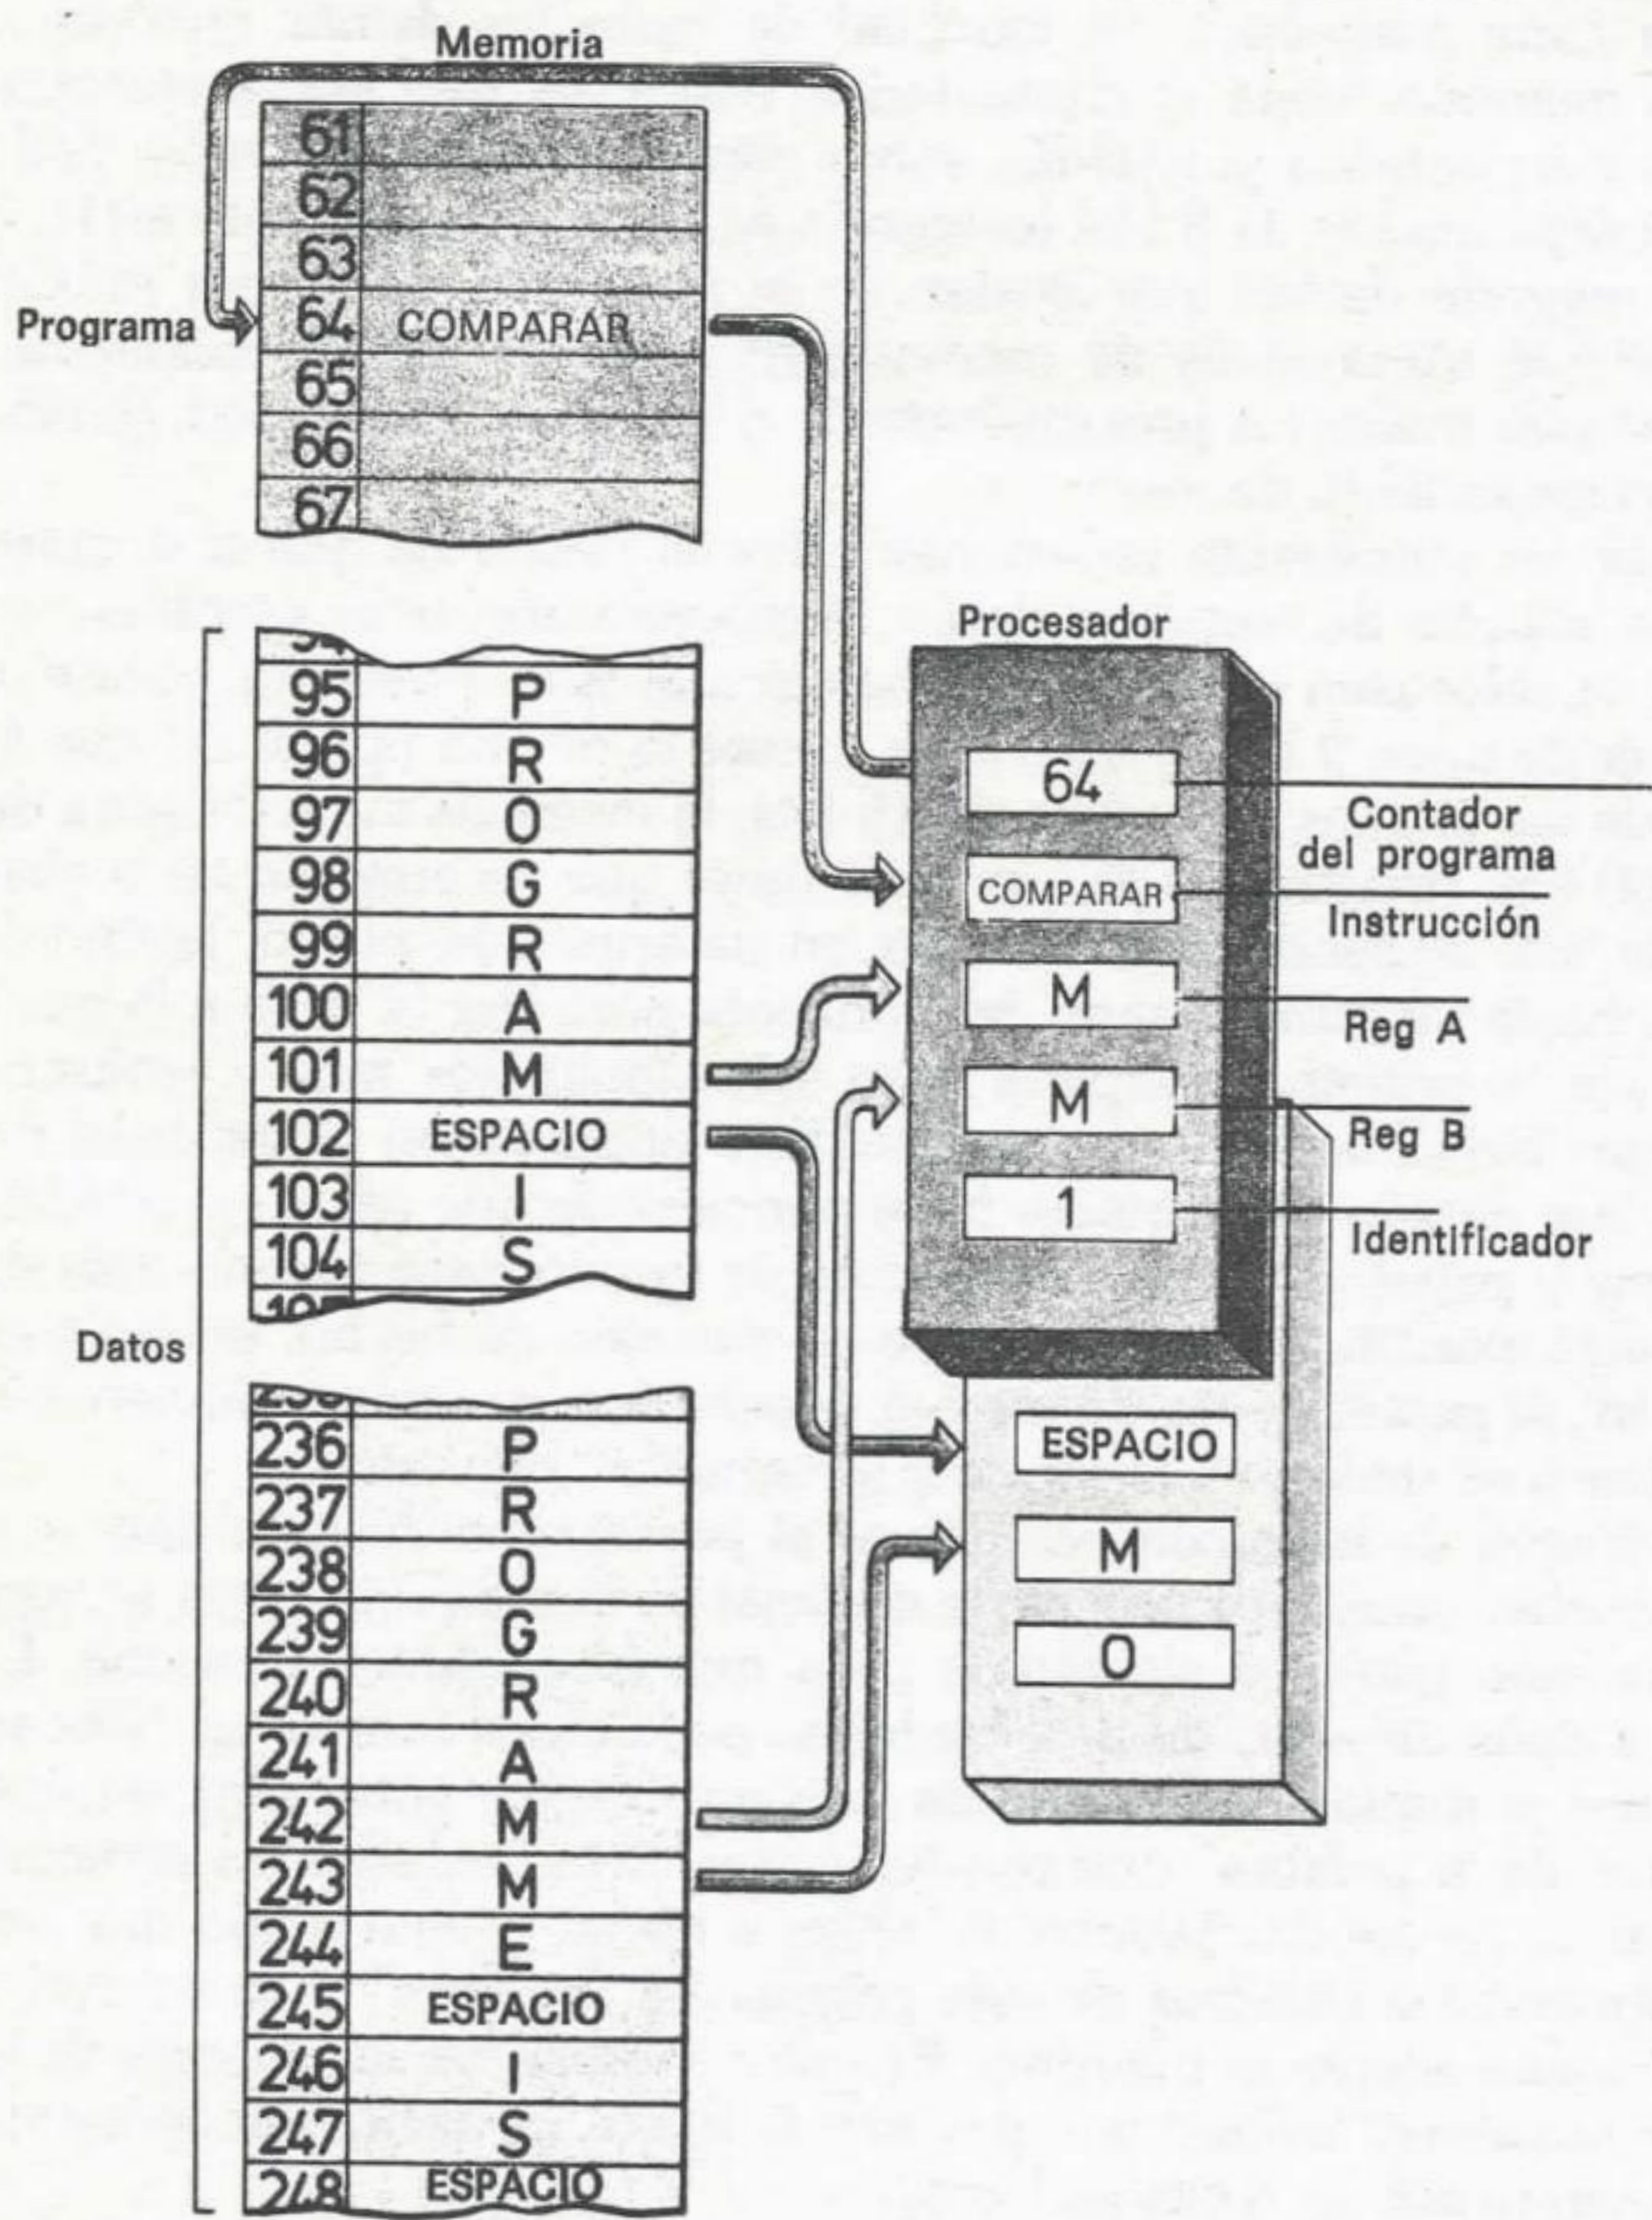 Memoria
Programa
61
62
63
64 COMPARAR
65
66
67
Datos
95 P
96 R
97 O
98 G
99 R
100 A
101 M
102 ESPACIO
103 I
104 S
236 P
237 R
238 O
239 G
240 R
241 A
242 M
243 M
244 E
245 ESPACIO
246 I
247 S
248 ESPACIO
Procesador
64
Contador
del programa
COMPARAR
Instrucción
M
Reg A
M
Reg B
1
Identificador
ESPACIO
M
O